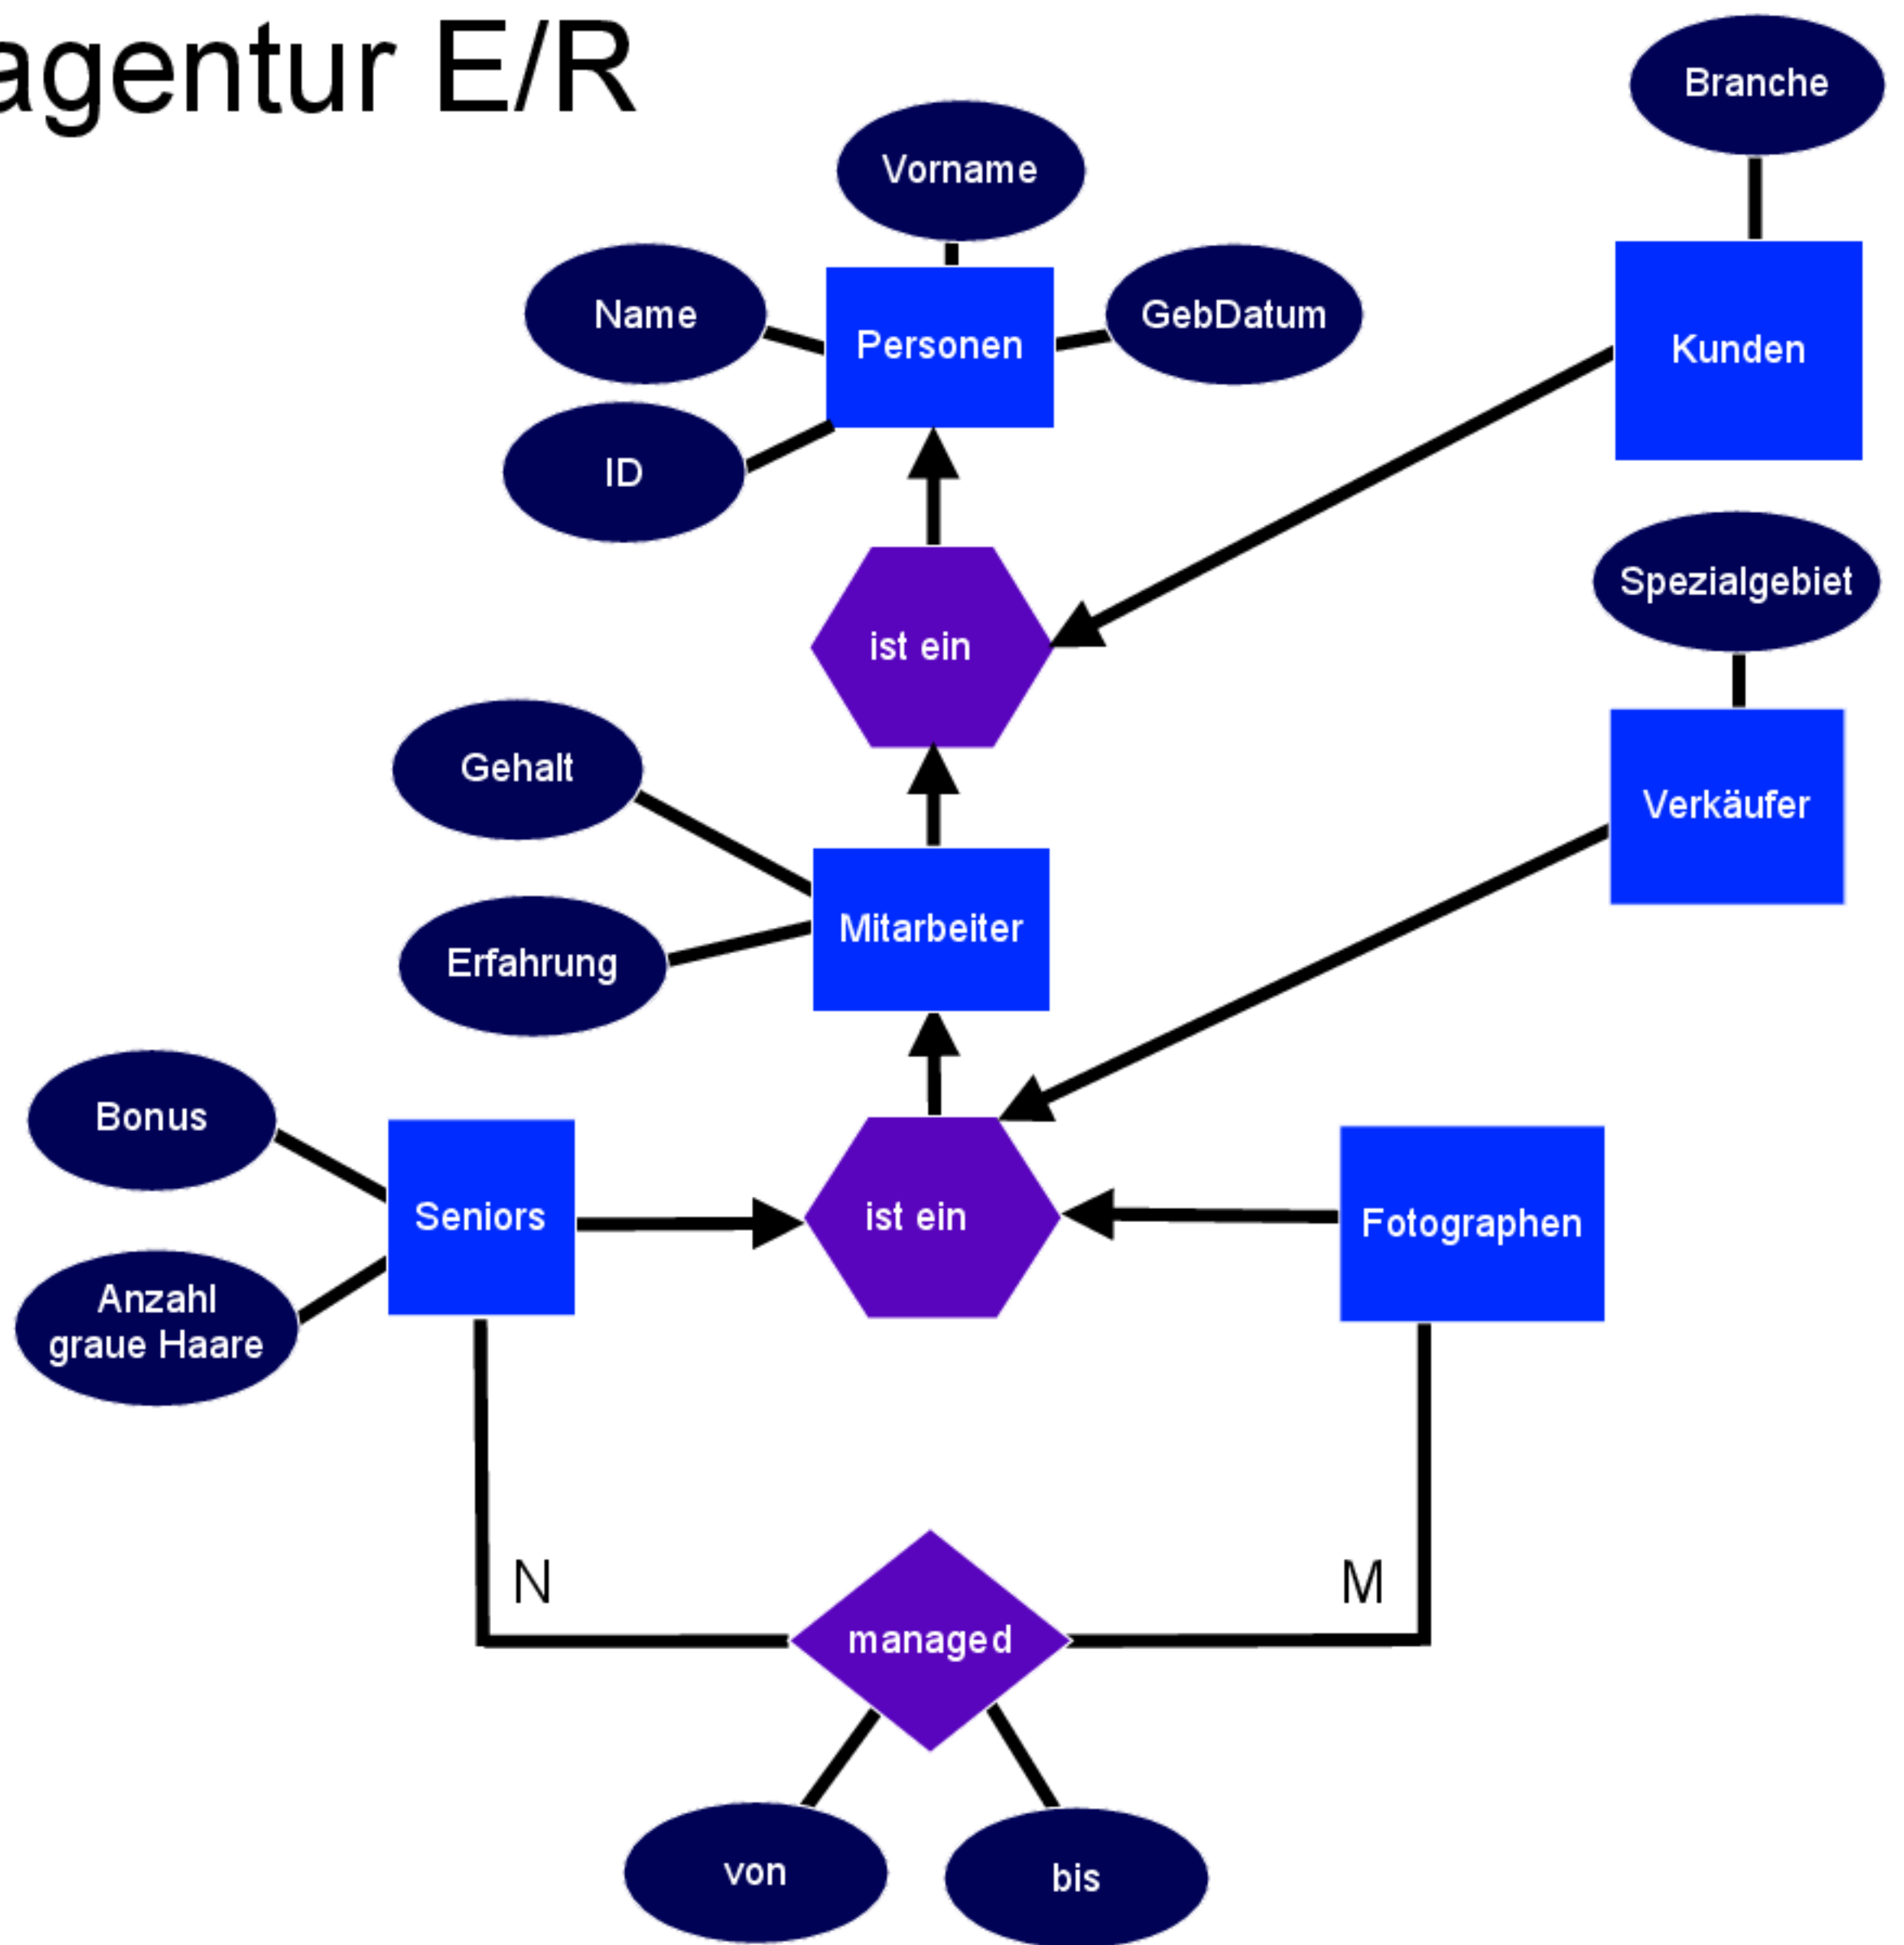 agentur E/R
Branche
Vorname
Name
GebDatum
Personen
Kunden
ID
Spezialgebiet
ist ein
Gehalt
Verkäufer
Mitarbeiter
Erfahrung
Bonus
Seniors
ist ein
Fotographen
Anzahl
graue Haare
N
M
managed
von
bis